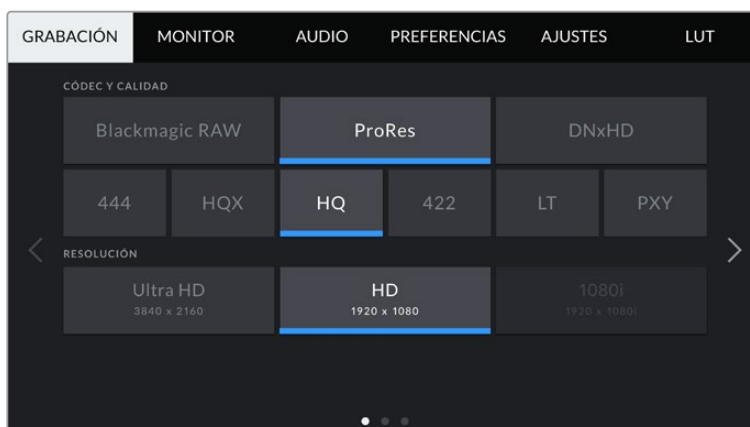 GRABACIÓN MONITOR AUDIO PREFERENCIAS AJUSTES LUT
CÓDEC Y CALIDAD
Blackmagic RAW ProRes DNxHD
444 HQX HQ 422 LT PXY
RESOLUCIÓN
Ultra HD HD 1080i
3840 x 2160 1920 x 1080 1920 x 1080i